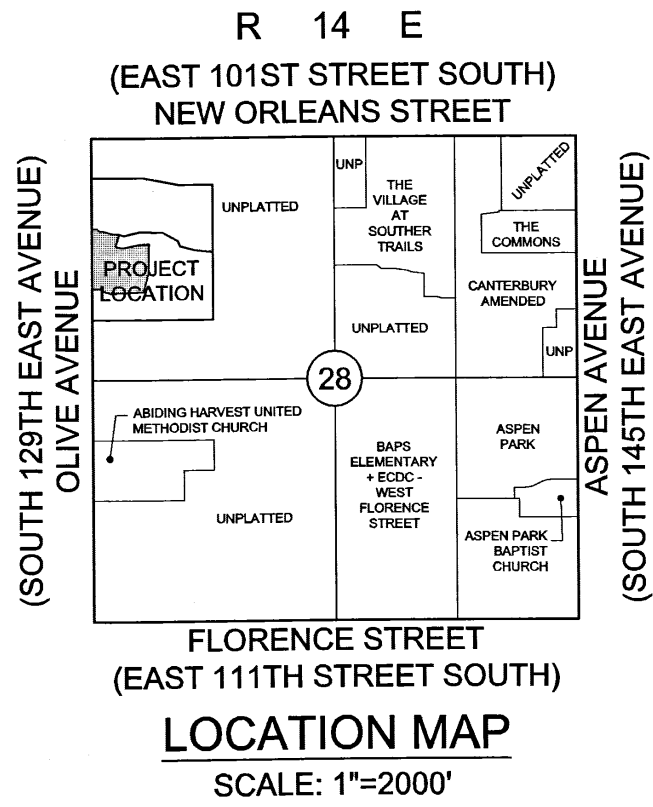 R 14 E
(EAST 101ST STREET SOUTH)
NEW ORLEANS STREET
(SOUTH 129TH EAST AVENUE)
OLIVE AVENUE
UNP
UNPLATTED
THE
VILLAGE
AT
SOUTHER
TRAILS
UNPLATTED
THE
COMMONS
PROJECT
LOCATION
CANTERBURY
AMENDED
UNPLATTED
UNP
28
ASPEN AVENUE
(SOUTH 145TH EAST AVENUE)
ABIDING HARVEST UNITED
METHODIST CHURCH
BAPS
ELEMENTARY
+ ECDC -
WEST
FLORENCE
STREET
ASPEN
PARK
UNPLATTED
ASPEN PARK
BAPTIST
CHURCH
FLORENCE STREET
(EAST 111TH STREET SOUTH)
LOCATION MAP
SCALE: 1"=2000'